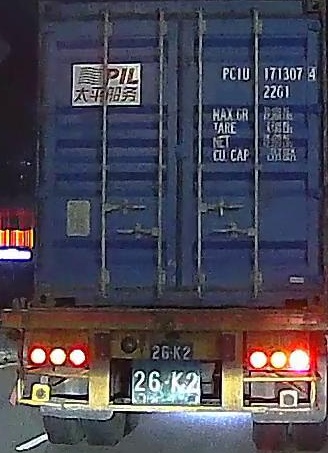 PIL
太平船务
PCIU 171307 4
22G1
MAX.GR
TARE
NET
CU.CAP
26-K2
26-K2